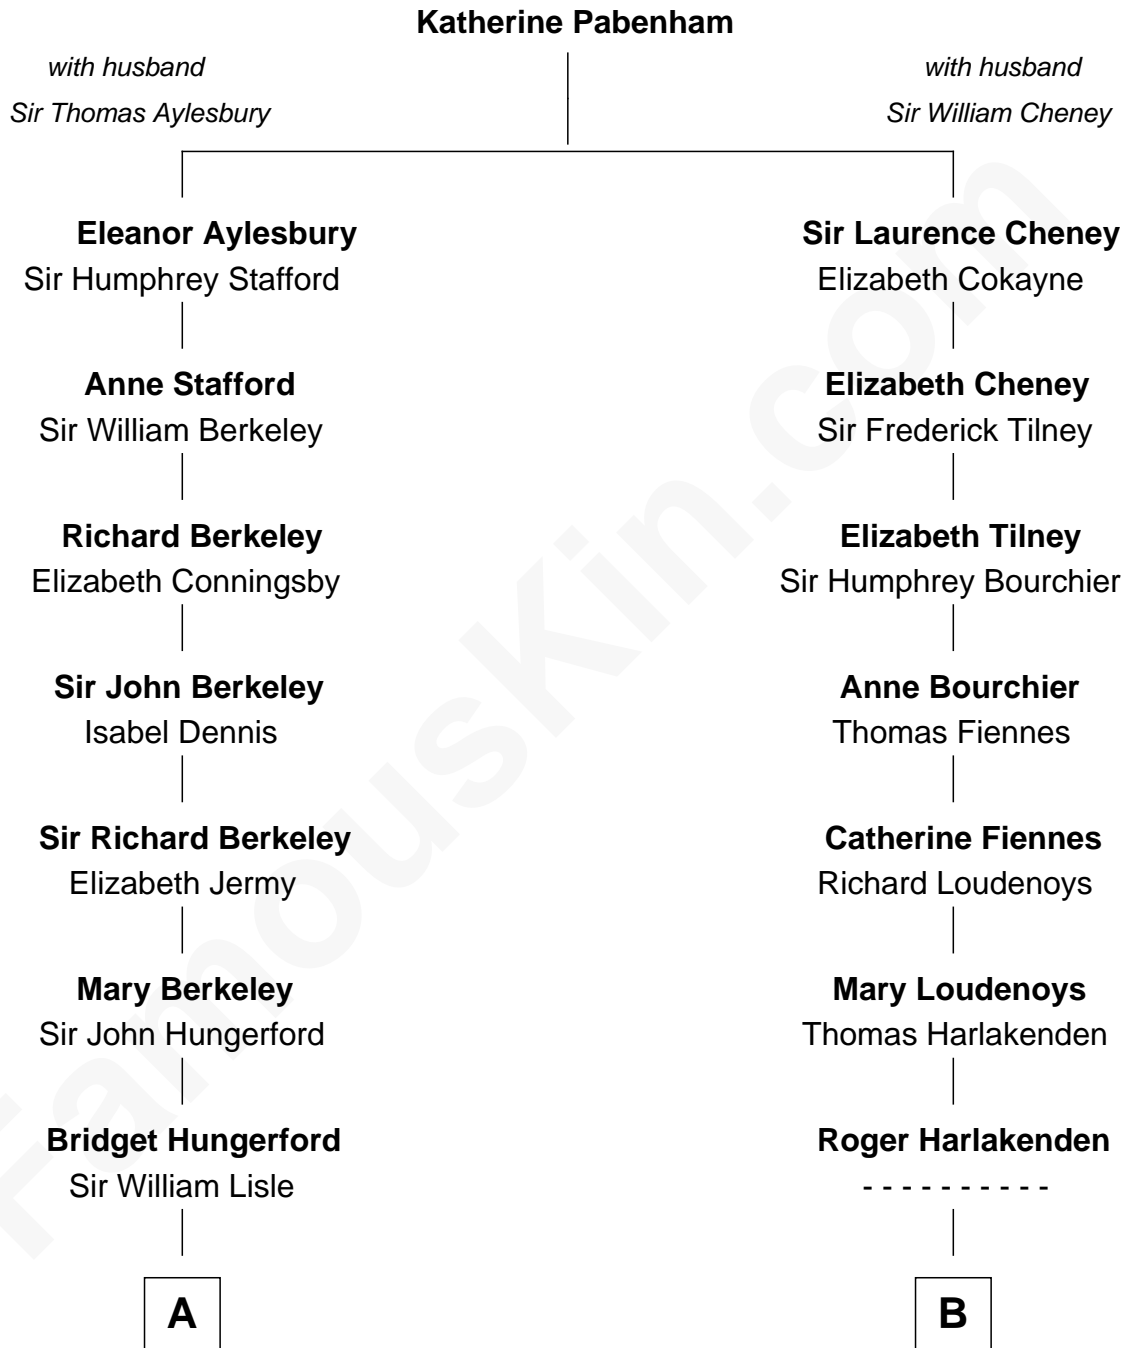 Katherine Pabenham
with husband
Sir Thomas Aylesbury
with husband
Sir William Cheney
Eleanor Aylesbury
Sir Humphrey Stafford
Sir Laurence Cheney
Elizabeth Cokayne
Anne Stafford
Sir William Berkeley
Elizabeth Cheney
Sir Frederick Tilney
Richard Berkeley
Elizabeth Conningsby
Elizabeth Tilney
Sir Humphrey Bourchier
Sir John Berkeley
Isabel Dennis
Anne Bourchier
Thomas Fiennes
Sir Richard Berkeley
Elizabeth Jermy
Catherine Fiennes
Richard Loudenoys
Mary Berkeley
Sir John Hungerford
Mary Loudenoys
Thomas Harlakenden
Bridget Hungerford
Sir William Lisle
Roger Harlakenden
- - - - - - - - - -
A
B
FamousKin.com